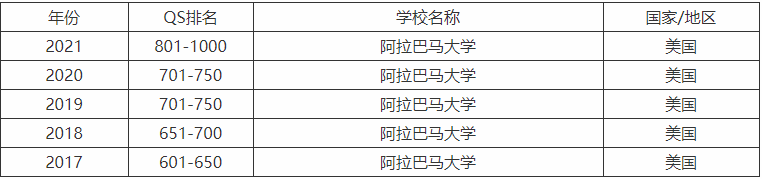 年份 QS排名 学校名称 国家/地区
2021 801-1000 阿拉巴马大学 美国
2020 701-750 阿拉巴马大学 美国
2019 701-750 阿拉巴马大学 美国
2018 651-700 阿拉巴马大学 美国
2017 601-650 阿拉巴马大学 美国